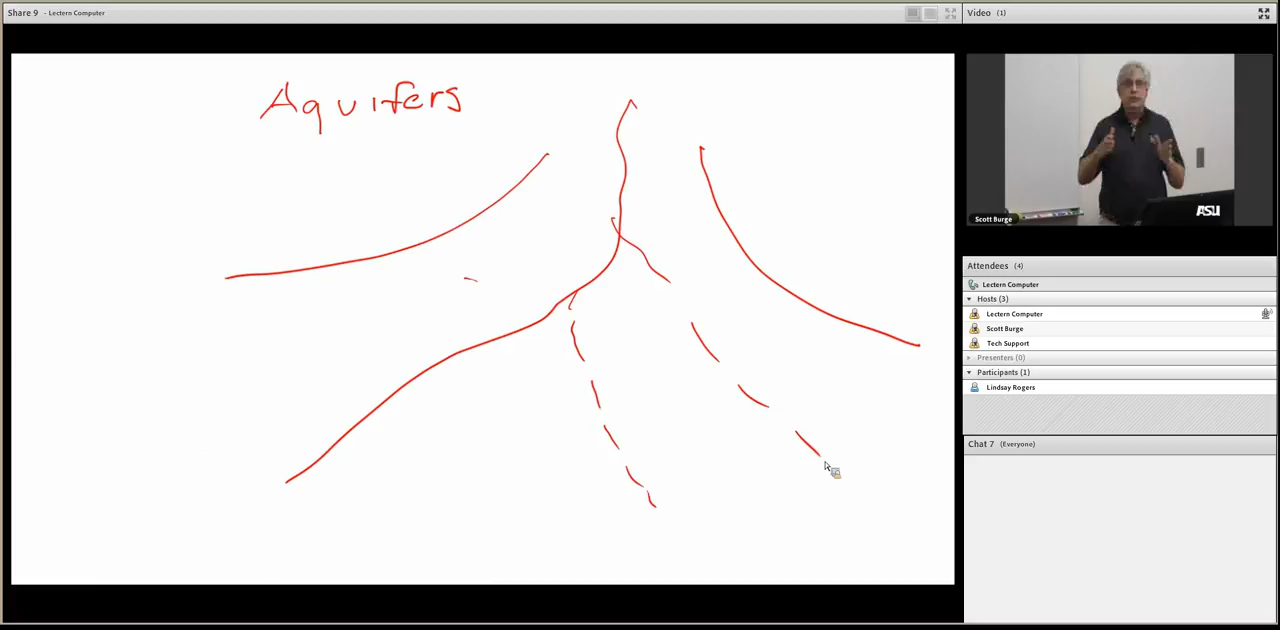 Share 9 - Lectern Computer
Video (1)
Aquifers
Scott Burge
ASU
Attendees (4)
Lectern Computer
Hosts (3)
Lectern Computer
Scott Burge
Tech Support
Presenters (0)
Participants (1)
Lindsay Rogers
Chat 7 (Everyone)